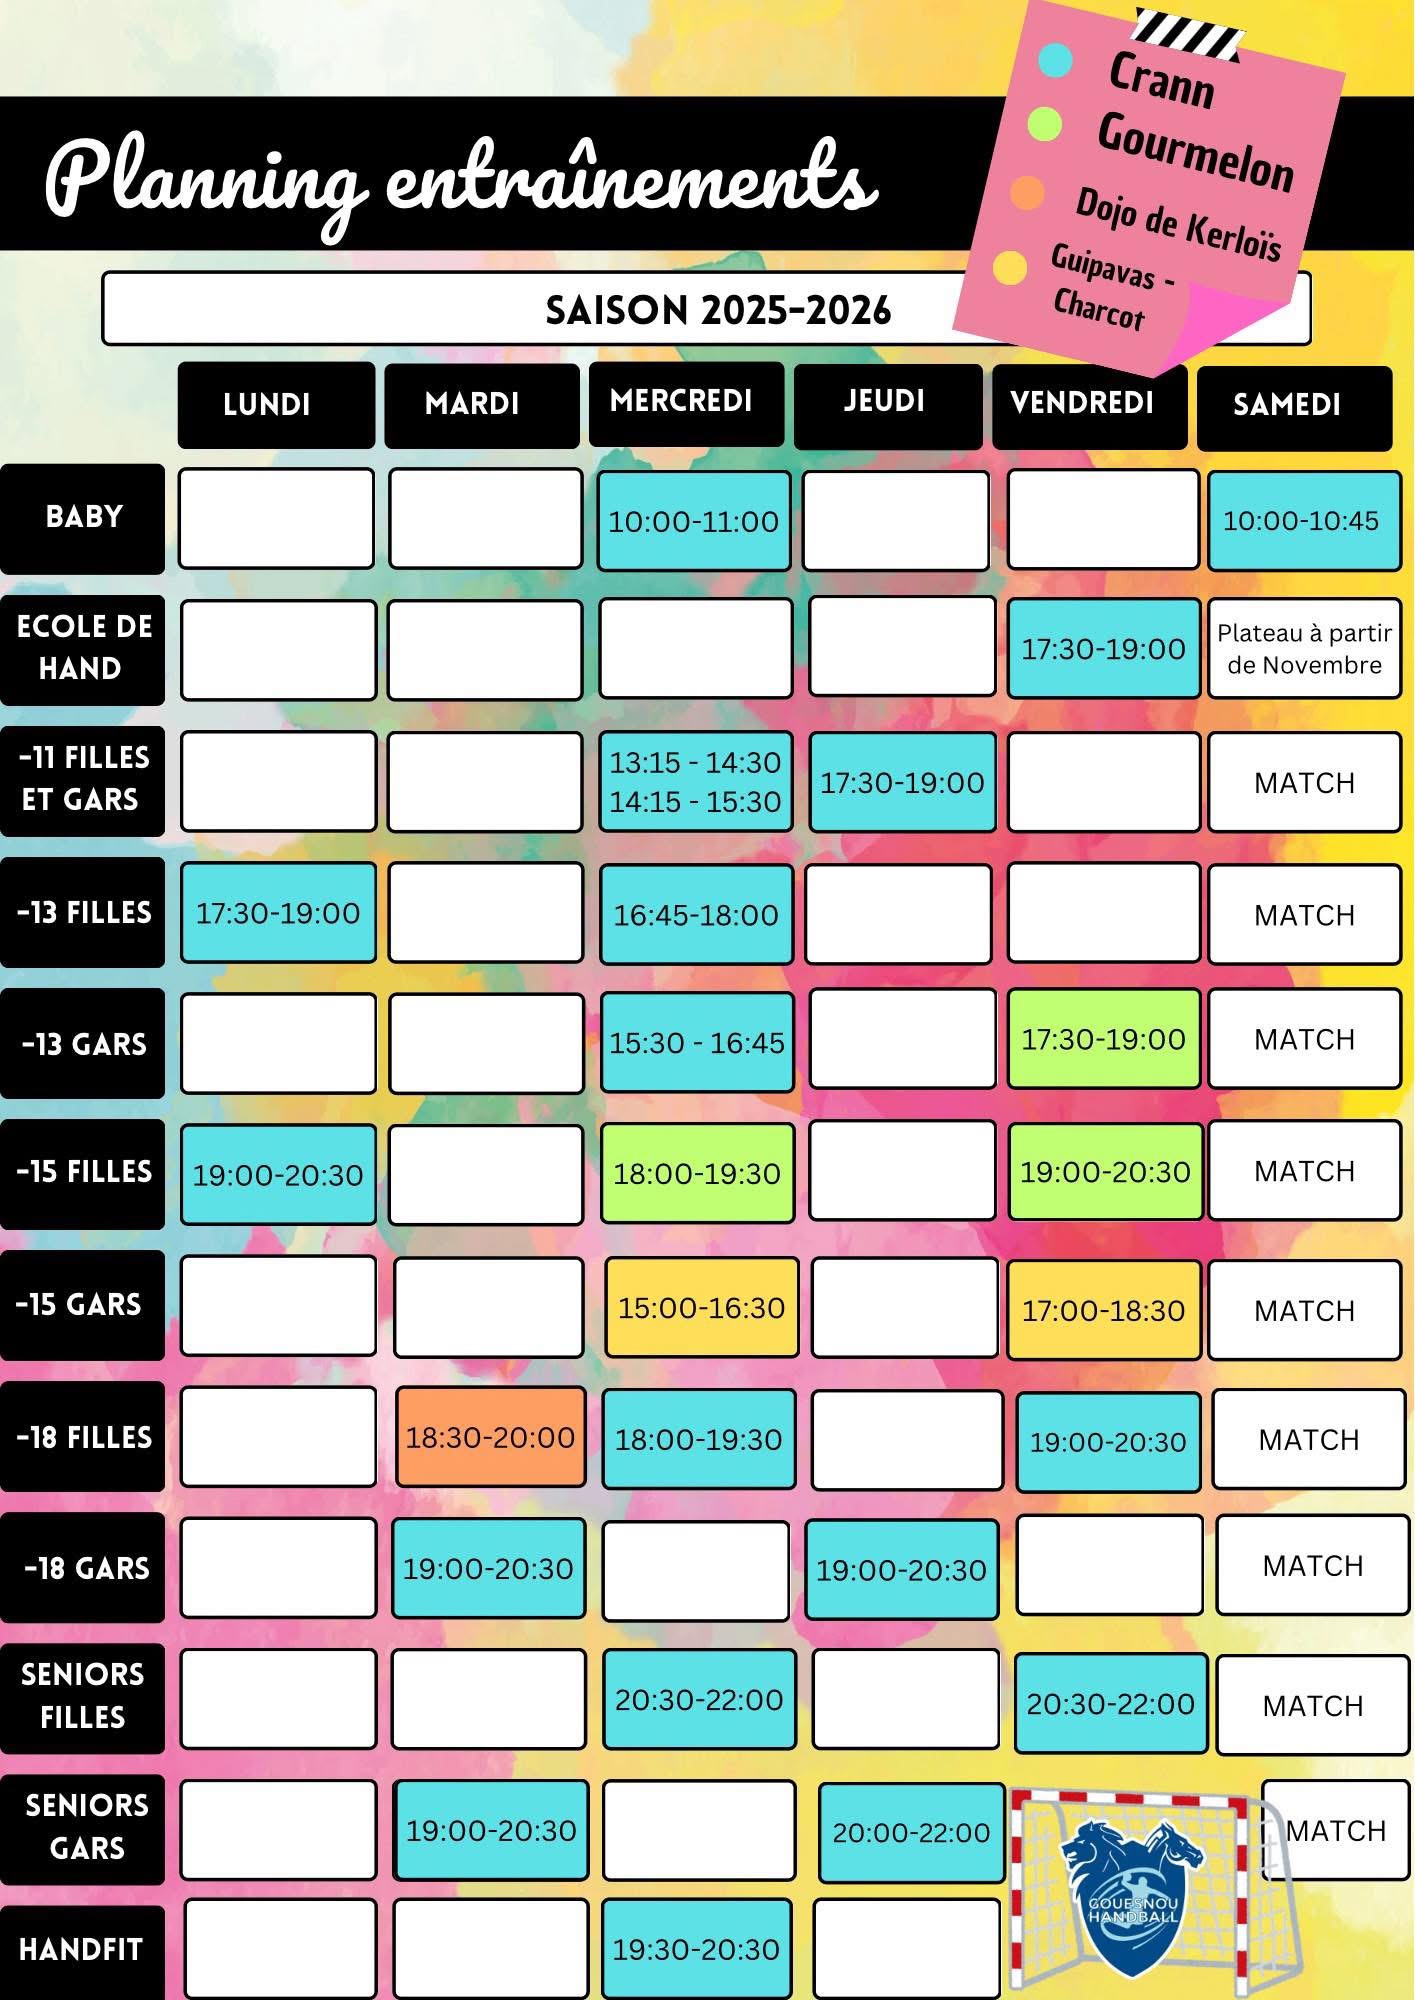 Crann
Gourmelon
Dojo de Kerloïs
Guipavas -
Charcot
Planning entraînements
SAISON 2025-2026
LUNDI
MARDI
MERCREDI
JEUDI
VENDREDI
SAMEDI
BABY
10:00-11:00
10:00-10:45
ECOLE DE
HAND
17:30-19:00
Plateau à partir
de Novembre
-11 FILLES
ET GARS
13:15 - 14:30
14:15 - 15:30
17:30-19:00
MATCH
-13 FILLES
17:30-19:00
16:45-18:00
MATCH
-13 GARS
15:30 - 16:45
17:30-19:00
MATCH
-15 FILLES
19:00-20:30
18:00-19:30
19:00-20:30
MATCH
-15 GARS
15:00-16:30
17:00-18:30
MATCH
-18 FILLES
18:30-20:00
18:00-19:30
19:00-20:30
MATCH
-18 GARS
19:00-20:30
19:00-20:30
MATCH
SENIORS
FILLES
20:30-22:00
20:30-22:00
MATCH
SENIORS
GARS
19:00-20:30
20:00-22:00
MATCH
GOUESNOU
HANDBALL
HANDFIT
19:30-20:30